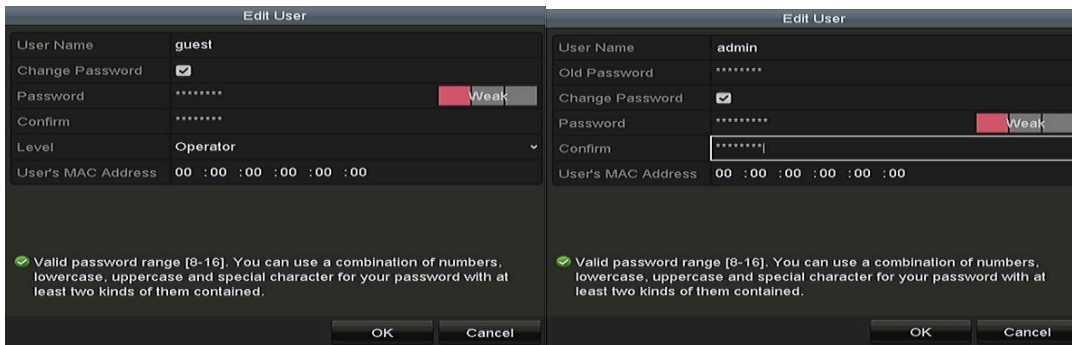 Edit User
User Name guest
Change Password
Password ******** Weak
Confirm ********
Level Operator
User's MAC Address 00 :00 :00 :00 :00 :00
Valid password range [8-16]. You can use a combination of numbers,
lowercase, uppercase and special character for your password with at
least two kinds of them contained.
OK Cancel
Edit User
User Name admin
Old Password ********
Change Password
Password ********* Weak
Confirm ********
User's MAC Address 00 :00 :00 :00 :00 :00
Valid password range [8-16]. You can use a combination of numbers,
lowercase, uppercase and special character for your password with at
least two kinds of them contained.
OK Cancel